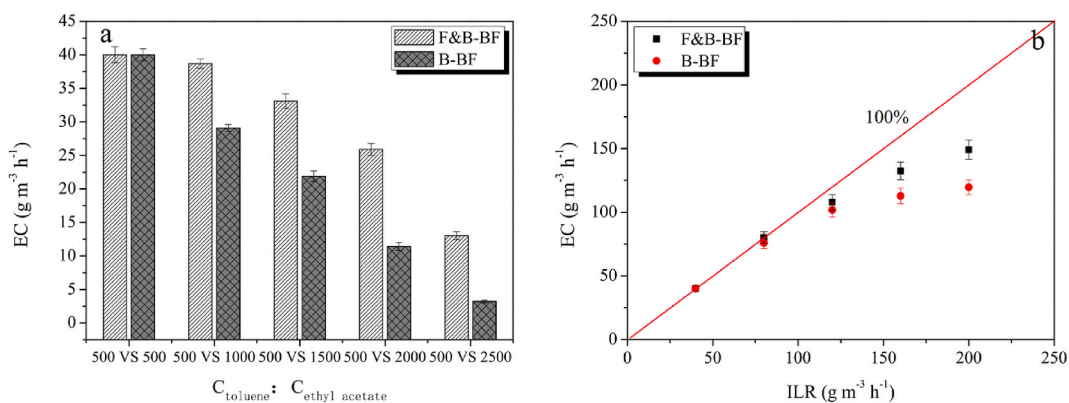 a
F&B-BF
B-BF
45
40
35
30
25
20
15
10
5
0
EC (g m⁻³ h⁻¹)
500 VS 500 500 VS 1000 500 VS 1500 500 VS 2000 500 VS 2500
C toluene : C ethyl acetate
b
F&B-BF
B-BF
100%
250
200
150
100
50
0
EC (g m⁻³ h⁻¹)
0 50 100 150 200 250
ILR (g m⁻³ h⁻¹)